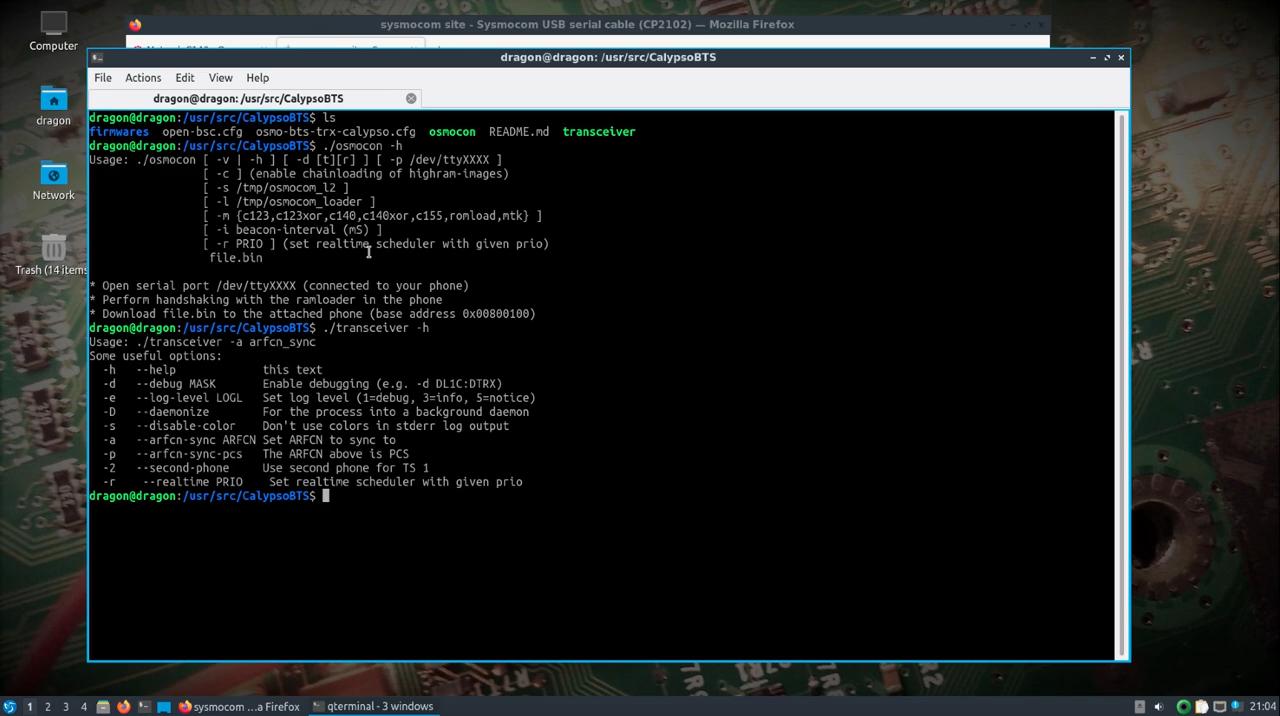 sysmocom site - Sysmocom USB serial cable (CP2102) — Mozilla Firefox
Computer
dragon@dragon: /usr/src/CalypsoBTS
File Actions Edit View Help
dragon@dragon: /usr/src/CalypsoBTS
dragon@dragon:/usr/src/CalypsoBTS$ ls
firmwares open-bsc.cfg osmo-bts-trx-calypso.cfg osmocon README.md transceiver
dragon@dragon:/usr/src/CalypsoBTS$ ./osmocon -h
Usage: ./osmocon [ -v | -h ] [ -d [t][r] ] [ -p /dev/ttyXXXX ]
[ -c ] (enable chainloading of highram-images)
[ -s /tmp/osmocom_l2 ]
[ -l /tmp/osmocom_loader ]
[ -m {c123,c123xor,c140,c140xor,c155,romload,mtk} ]
[ -i beacon-interval (mS) ]
[ -r PRIO ] (set realtime scheduler with given prio)
file.bin
* Open serial port /dev/ttyXXXX (connected to your phone)
* Perform handshaking with the ramloader in the phone
* Download file.bin to the attached phone (base address 0x00800100)
dragon@dragon:/usr/src/CalypsoBTS$ ./transceiver -h
Usage: ./transceiver -a arfcn_sync
Some useful options:
-h --help this text
-d --debug MASK Enable debugging (e.g. -d DL1C:DTRX)
-e --log-level LOGL Set log level (1=debug, 3=info, 5=notice)
-D --daemonize For the process into a background daemon
-s --disable-color Don't use colors in stderr log output
-a --arfcn-sync ARFCN Set ARFCN to sync to
-p --arfcn-sync-pcs The ARFCN above is PCS
-2 --second-phone Use second phone for TS 1
-r --realtime PRIO Set realtime scheduler with given prio
dragon@dragon:/usr/src/CalypsoBTS$
dragon
Network
Trash (14 items
1 2 3 4 sysmocom ...a Firefox qterminal - 3 windows 21:04